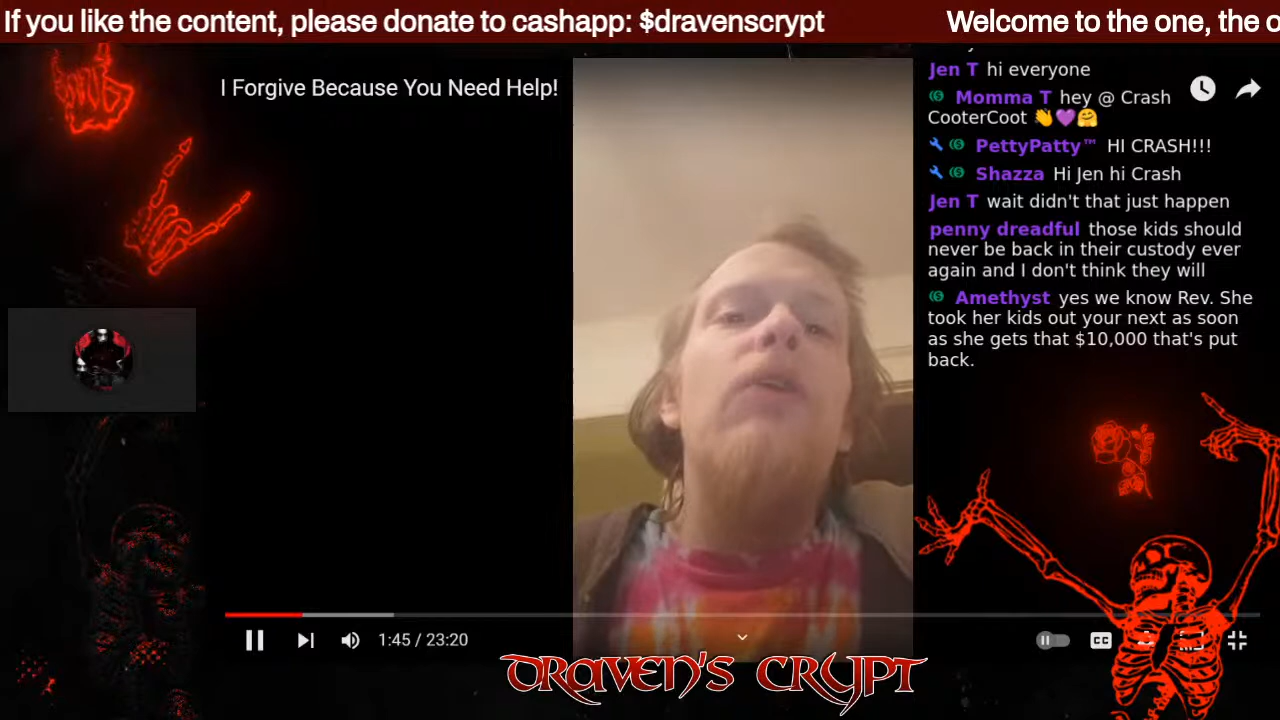 If you like the content, please donate to cashapp: $dravenscrypt
Welcome to the one, the
I Forgive Because You Need Help!
Jen T hi everyone
Momma T hey @ Crash
CooterCoot 👋💜🤗
PettyPatty™ HI CRASH!!!
Shazza Hi Jen hi Crash
Jen T wait didn't that just happen
penny dreadful those kids should
never be back in their custody ever
again and I don't think they will
Amethyst yes we know Rev. She
took her kids out your next as soon
as she gets that $10,000 that's put
back.
1:45 / 23:20
CC
DRAVEN'S CRYPT